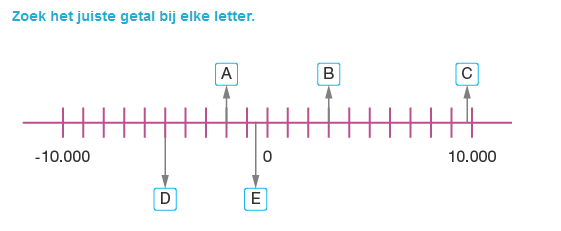 Zoek het juiste getal bij elke letter.
A B C
-10.000 0 10.000
D E